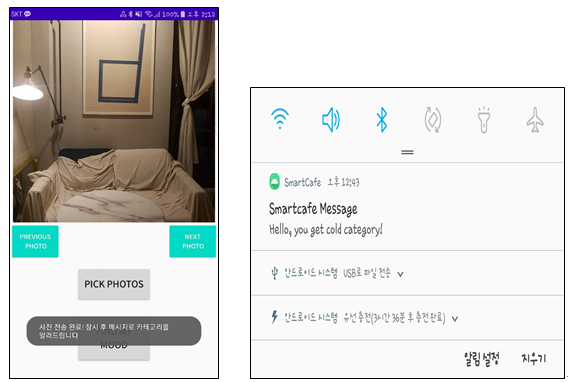 SKT
100%
오후 2:12
PREVIOUS
PHOTO
NEXT
PHOTO
PICK PHOTOS
사진 전송 완료! 잠시 후 메시지로 카테고리를
알려드립니다
MOOD
SmartCafe 오후 12:43
Smartcafe Message
Hello, you get cold category!
안드로이드 시스템 USB로 파일 전송
안드로이드 시스템 유선 충전(3시간 36분 후 충전 완료)
알림 설정 지우기